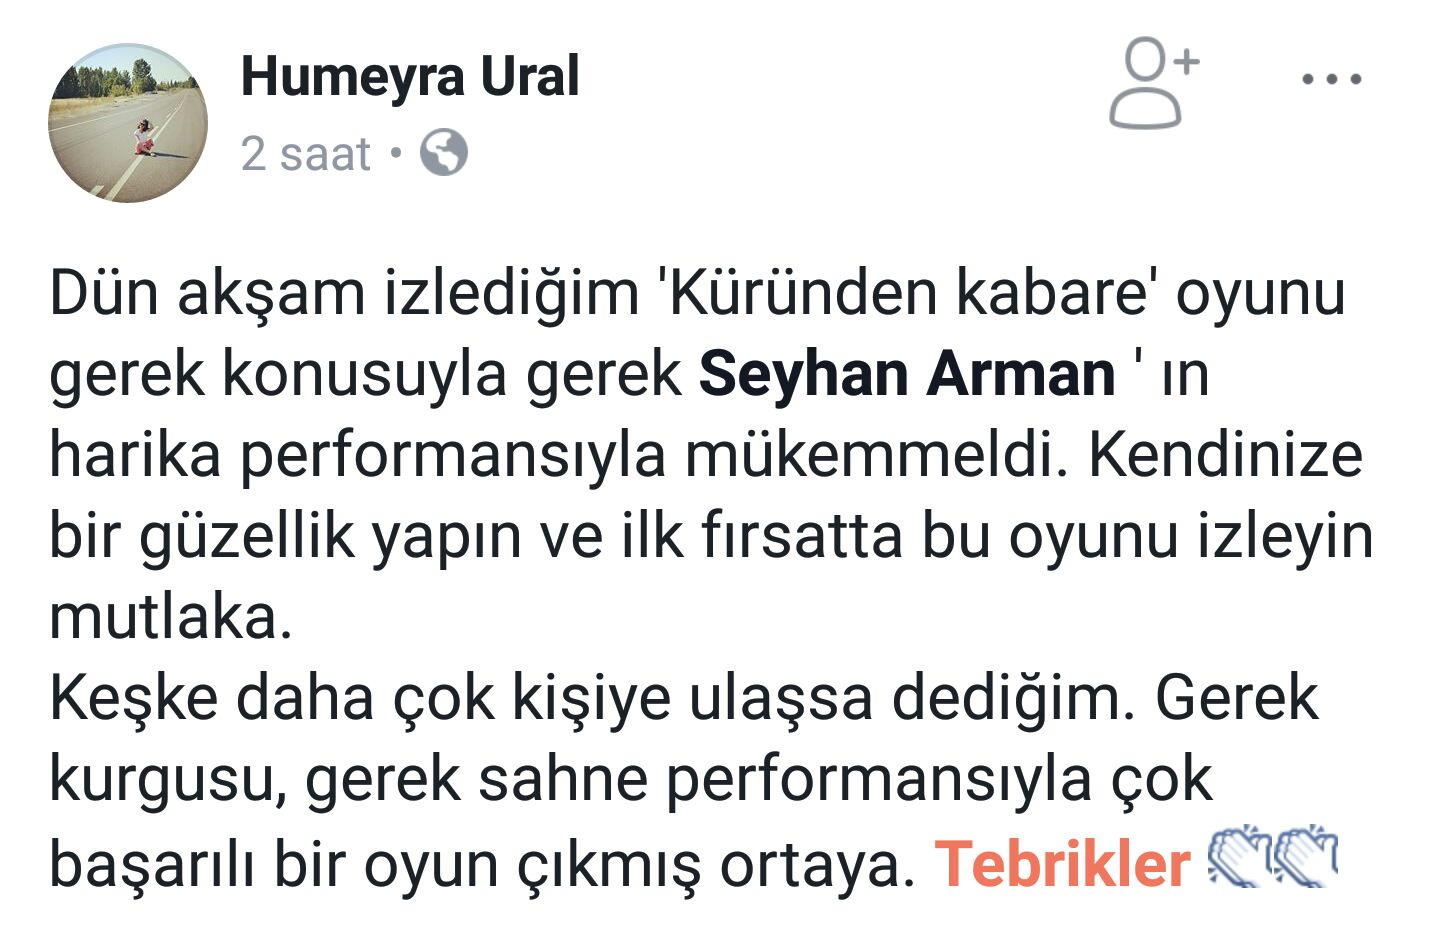 Humeyra Ural
2 saat •
Dün akşam izlediğim 'Küründen kabare' oyunu
gerek konusuyla gerek Seyhan Arman ' ın
harika performansıyla mükemmeldi. Kendinize
bir güzellik yapın ve ilk fırsatta bu oyunu izleyin
mutlaka.
Keşke daha çok kişiye ulaşsa dediğim. Gerek
kurgusu, gerek sahne performansıyla çok
başarılı bir oyun çıkmış ortaya. Tebrikler 👏👏